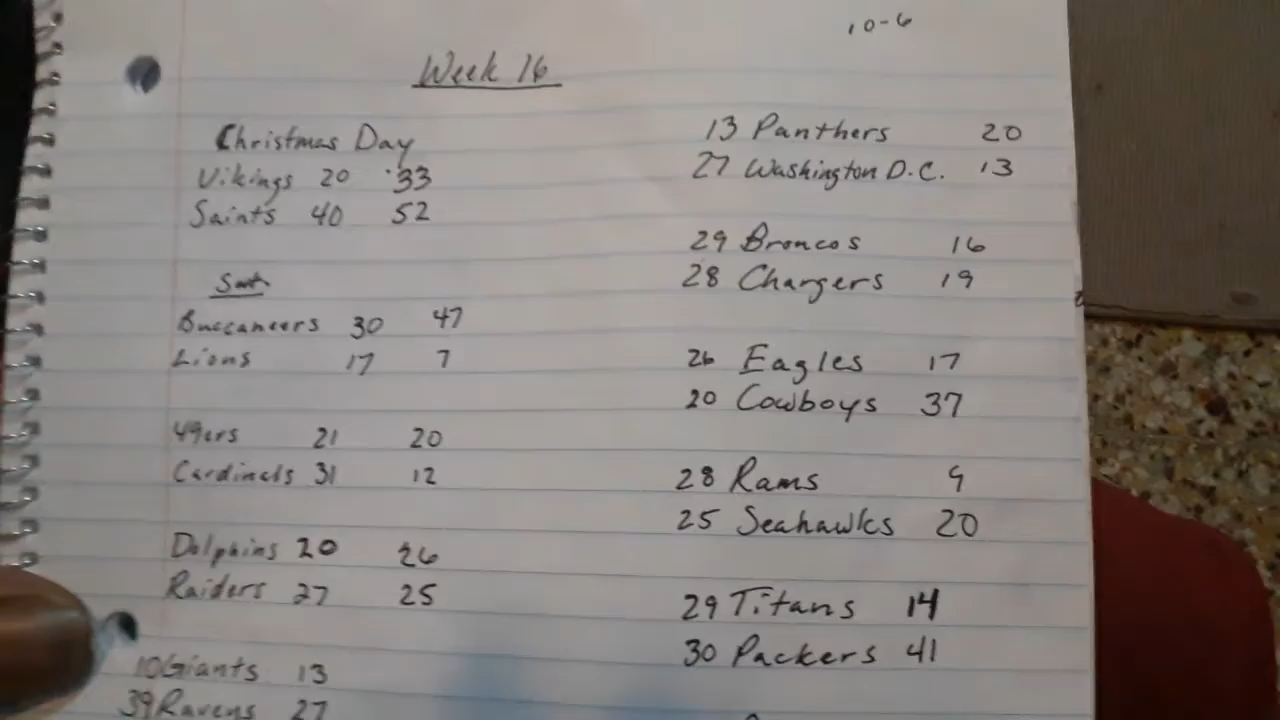 10-6
Week 16
Christmas Day
Vikings 20 33
Saints 40 52
Sat
Buccaneers 30 47
Lions 17 7
49ers 21 20
Cardinals 31 12
Dolphins 20 26
Raiders 27 25
10 Giants 13
39 Ravens 27
13 Panthers 20
27 Washington D.C. 13
29 Broncos 16
28 Chargers 19
26 Eagles 17
20 Cowboys 37
28 Rams 9
25 Seahawks 20
29 Titans 14
30 Packers 41